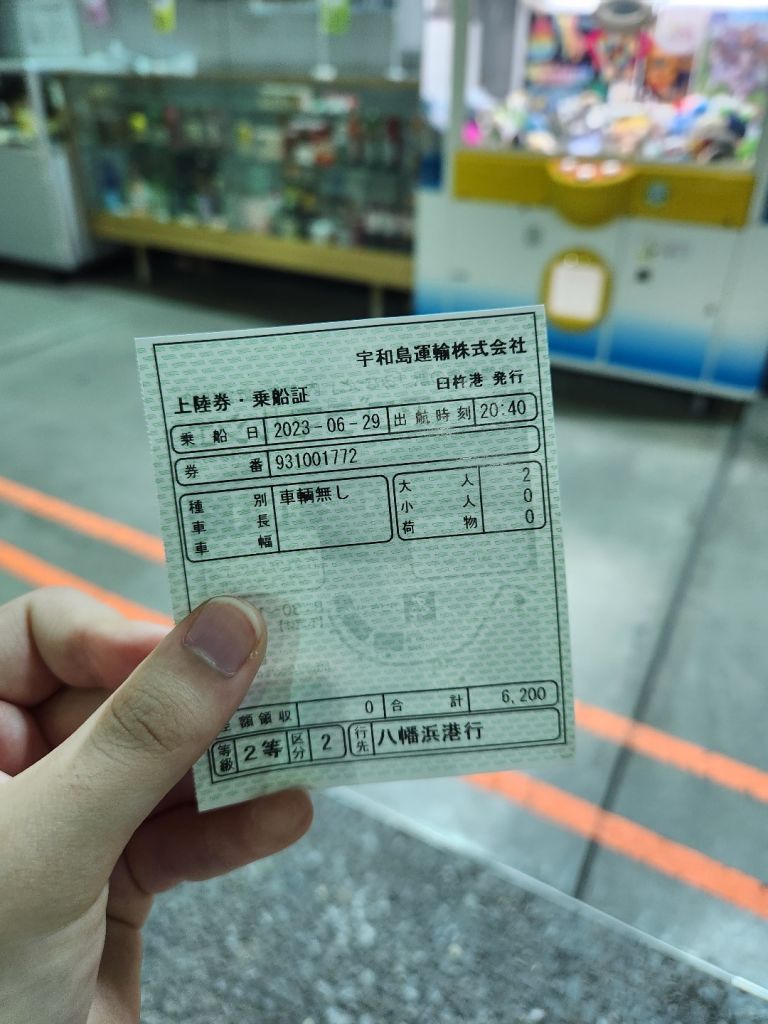 宇和島運輸株式会社
上陸券・乗船証 臼杵港 発行
乗船日 2023-06-29 出航時刻 20:40
券番 931001772
種別 車輌無し
車長
車幅
大人 2
小人 0
荷物 0
額領収 0 合計 6,200
等級 2等 区分 2 行先 八幡浜港行